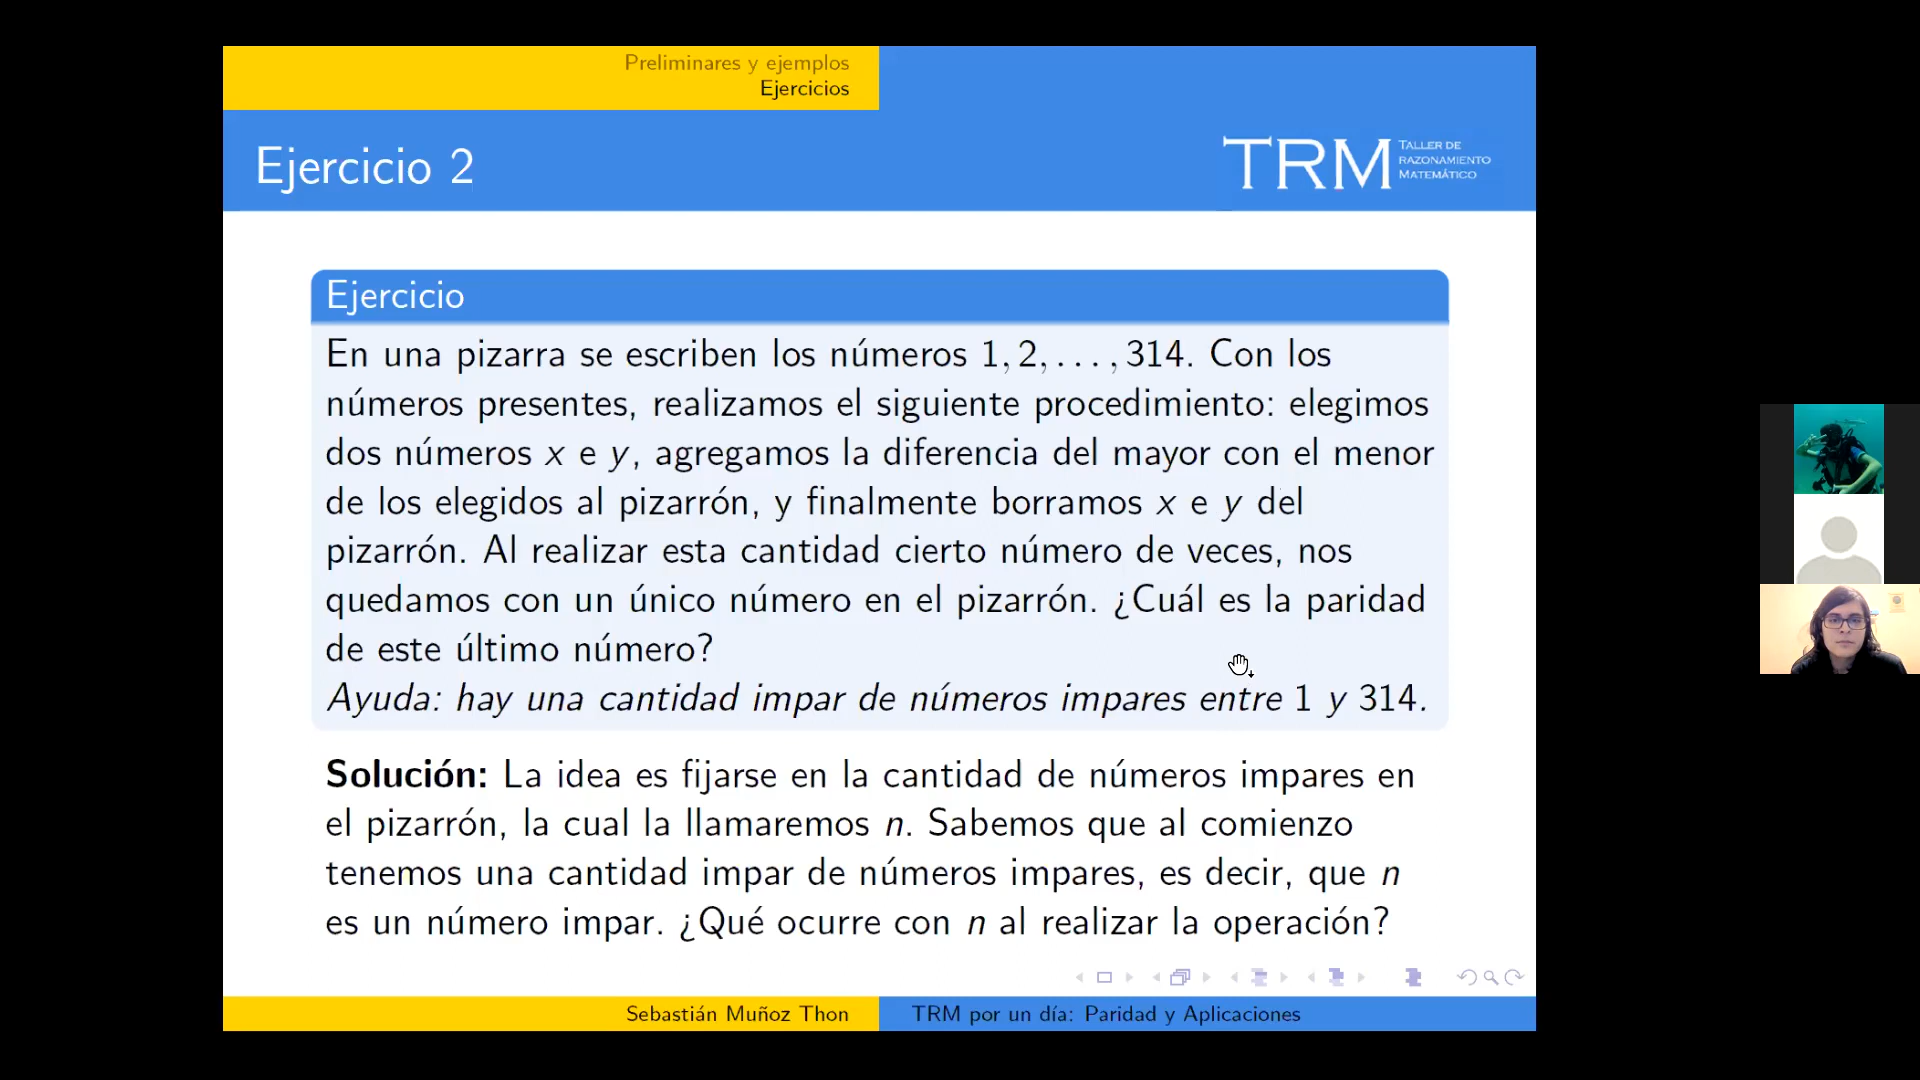 Preliminares y ejemplos
Ejercicios
Ejercicio 2
TRM
TALLER DE
RAZONAMIENTO
MATEMÁTICO
Ejercicio
En una pizarra se escriben los números 1, 2, . . . , 314. Con los
números presentes, realizamos el siguiente procedimiento: elegimos
dos números x e y, agregamos la diferencia del mayor con el menor
de los elegidos al pizarrón, y finalmente borramos x e y del
pizarrón. Al realizar esta cantidad cierto número de veces, nos
quedamos con un único número en el pizarrón. ¿Cuál es la paridad
de este último número?
Ayuda: hay una cantidad impar de números impares entre 1 y 314.
Solución: La idea es fijarse en la cantidad de números impares en
el pizarrón, la cual la llamaremos n. Sabemos que al comienzo
tenemos una cantidad impar de números impares, es decir, que n
es un número impar. ¿Qué ocurre con n al realizar la operación?
Sebastián Muñoz Thon
TRM por un día: Paridad y Aplicaciones